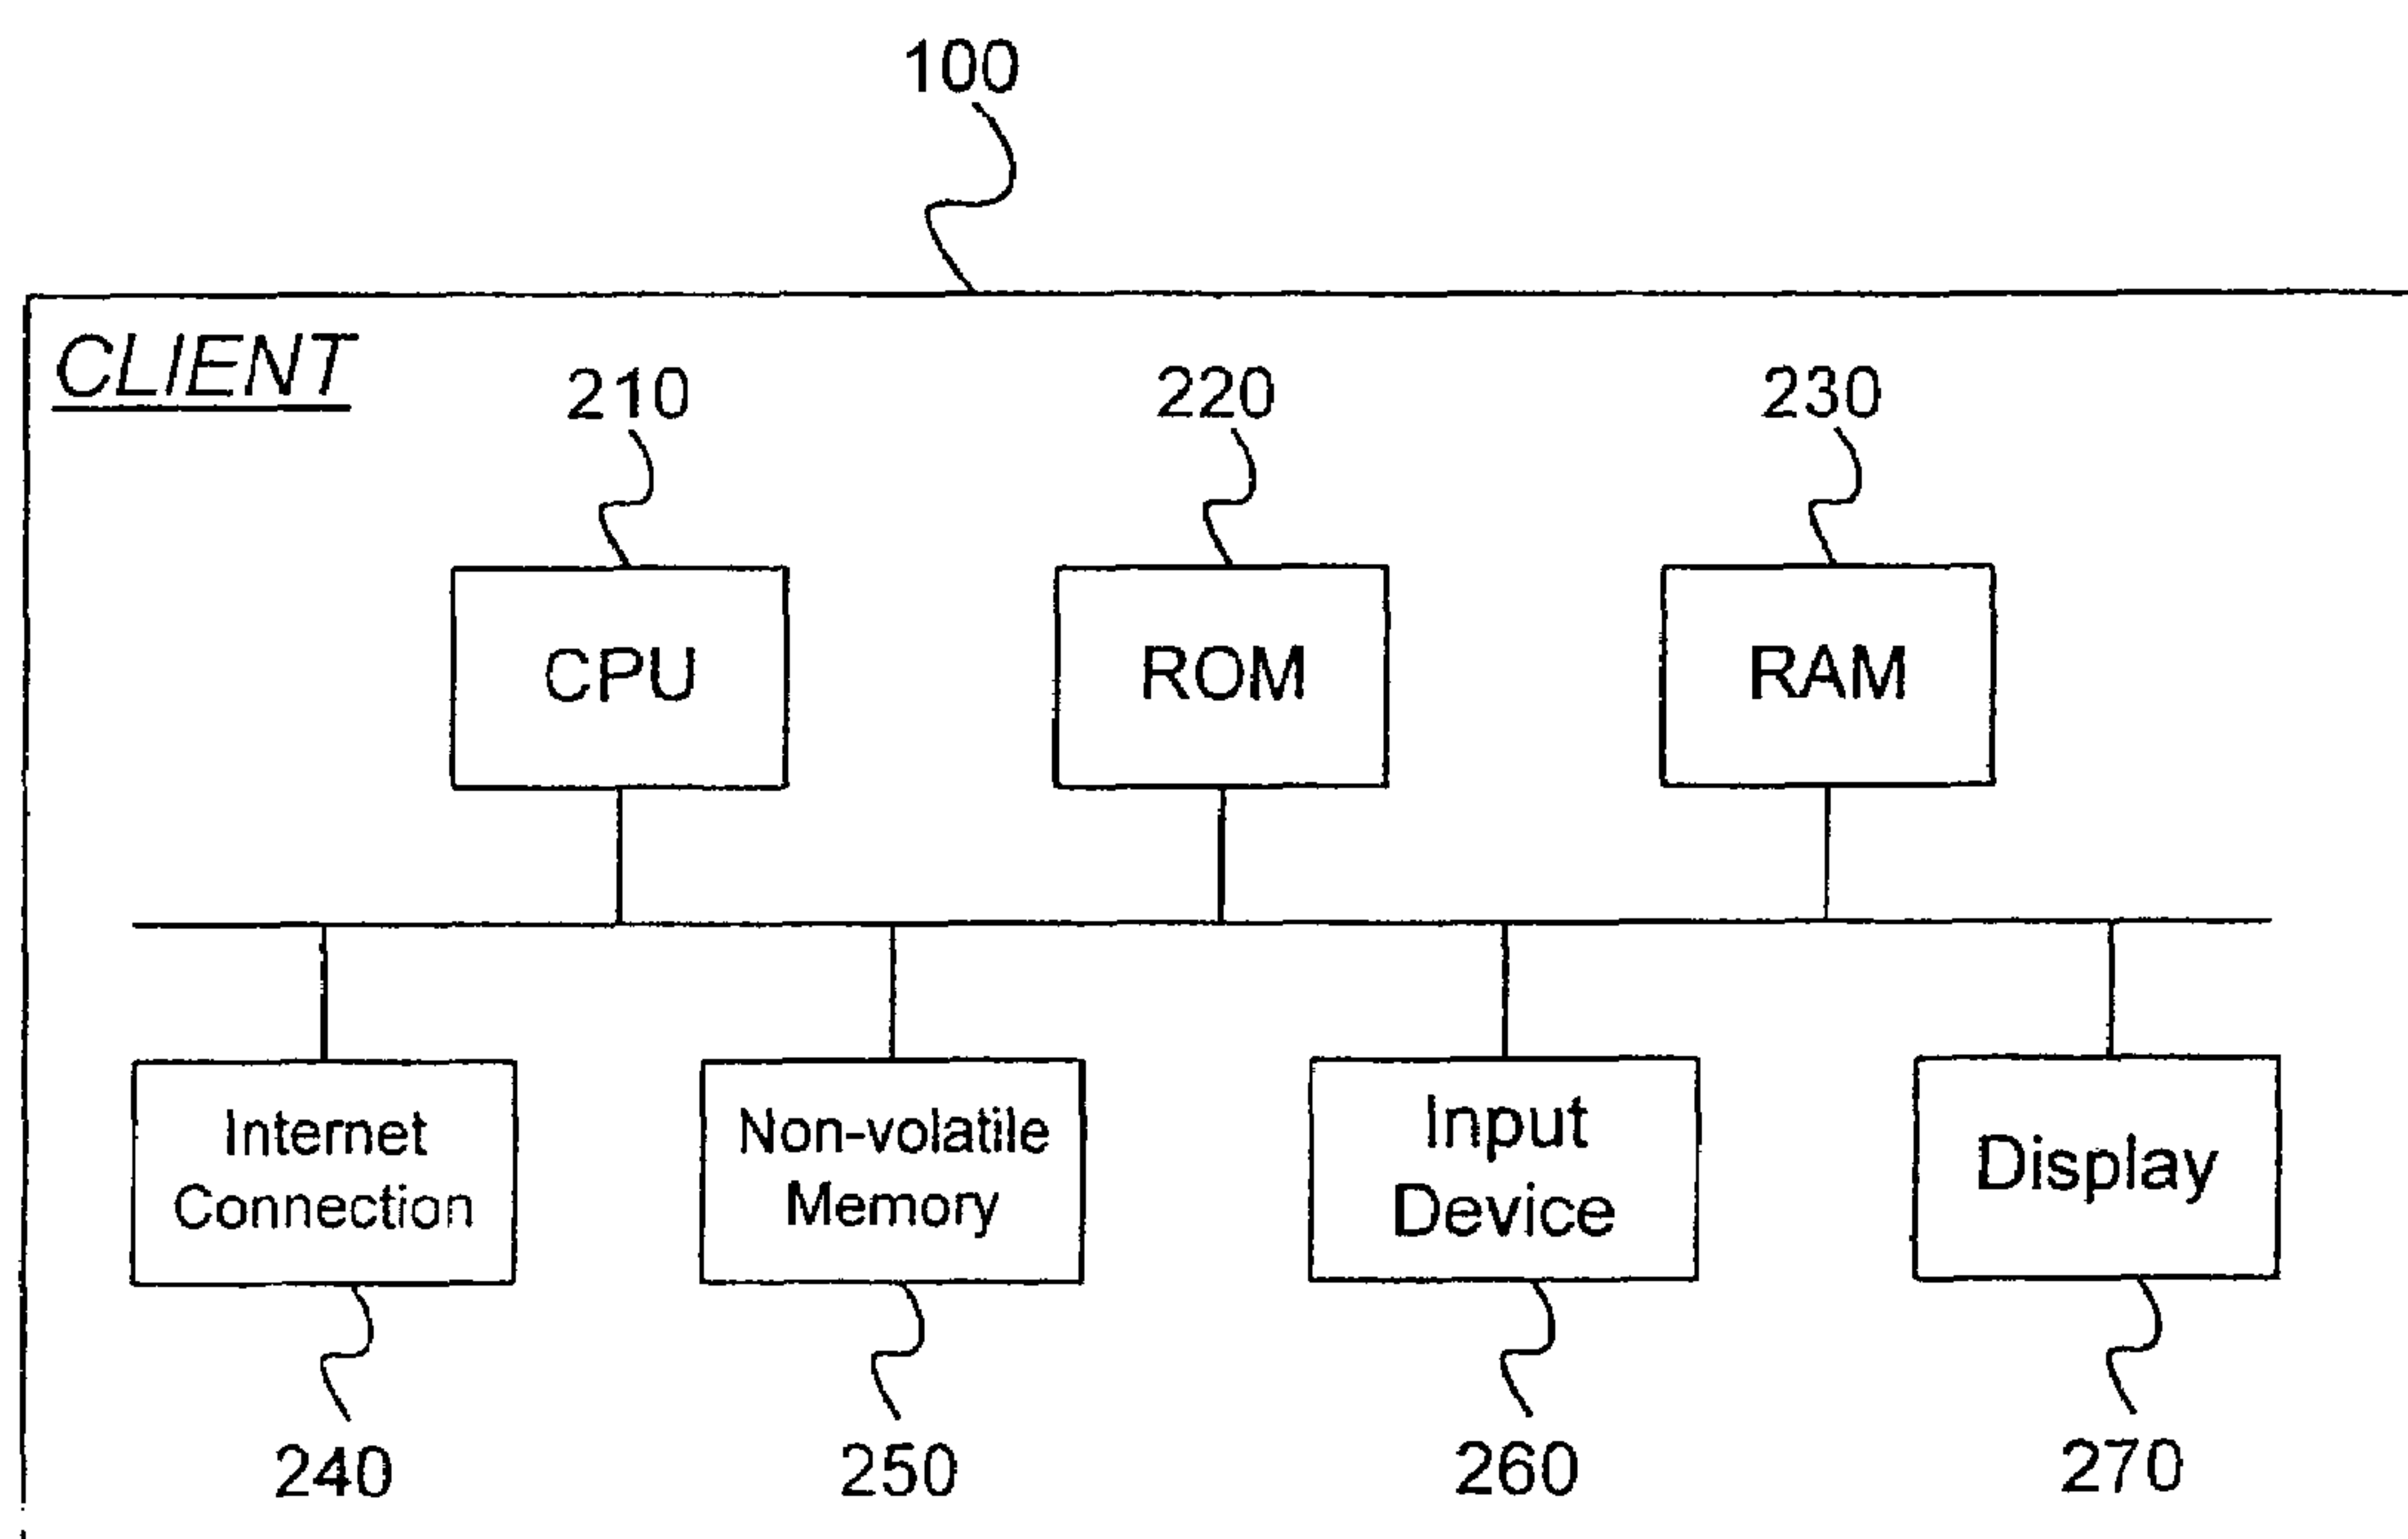 100
CLIENT
210
220
230
CPU
ROM
RAM
Internet
Connection
Non-volatile
Memory
Input
Device
Display
240
250
260
270